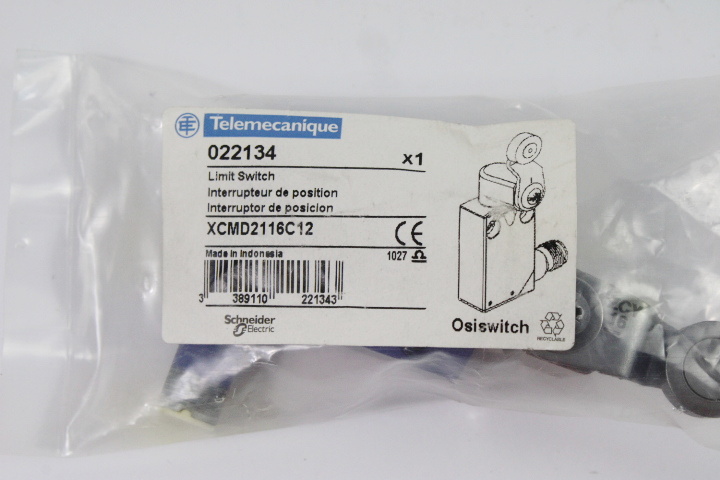 Telemecanique
022134 x1
Limit Switch
Interrupteur de position
Interruptor de posicion
XCMD2116C12 CE
Made in Indonesia 1027
3 389110 221343
Schneider
Electric
Osiswitch
RECYCLABLE